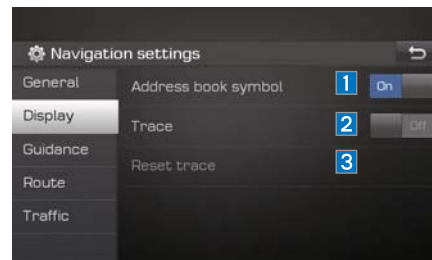 Navigation settings
General
Address book symbol
1
On
Display
Trace
2
Off
Guidance
Reset trace
3
Route
Traffic